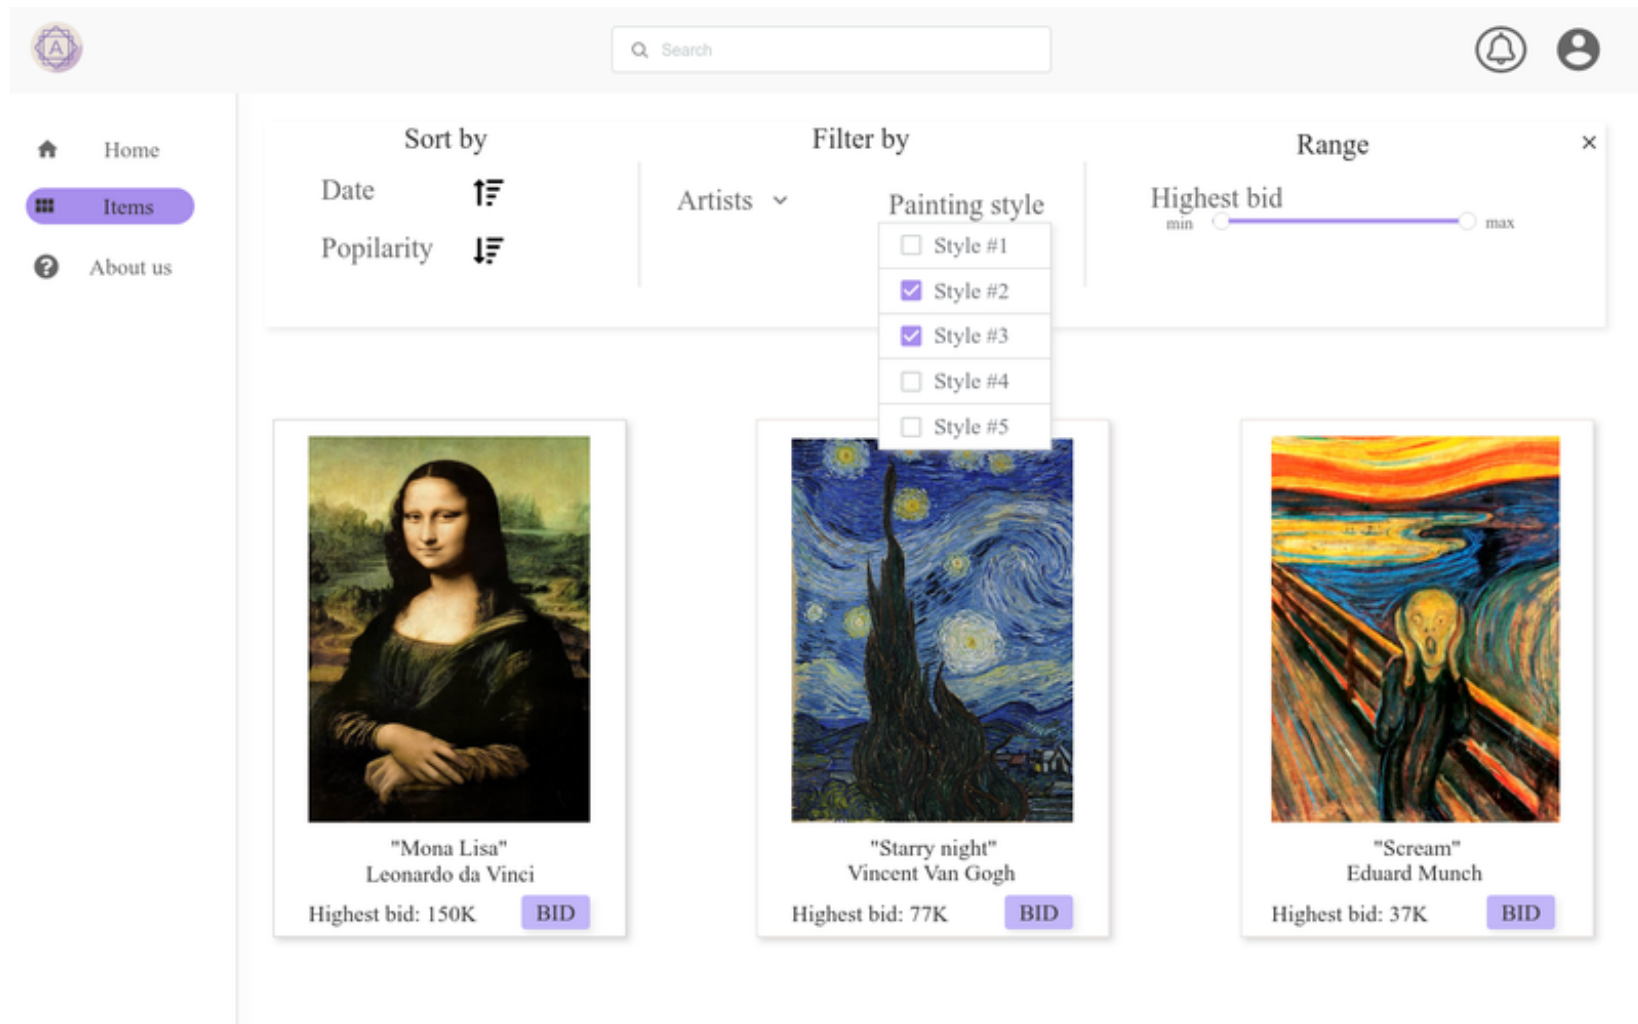 A
Search
Home
Items
About us
Sort by
Date
Popilarity
Filter by
Artists
Painting style
Style #1
Style #2
Style #3
Style #4
Style #5
Range
Highest bid
min
max
"Mona Lisa"
Leonardo da Vinci
Highest bid: 150K
BID
"Starry night"
Vincent Van Gogh
Highest bid: 77K
BID
"Scream"
Eduard Munch
Highest bid: 37K
BID